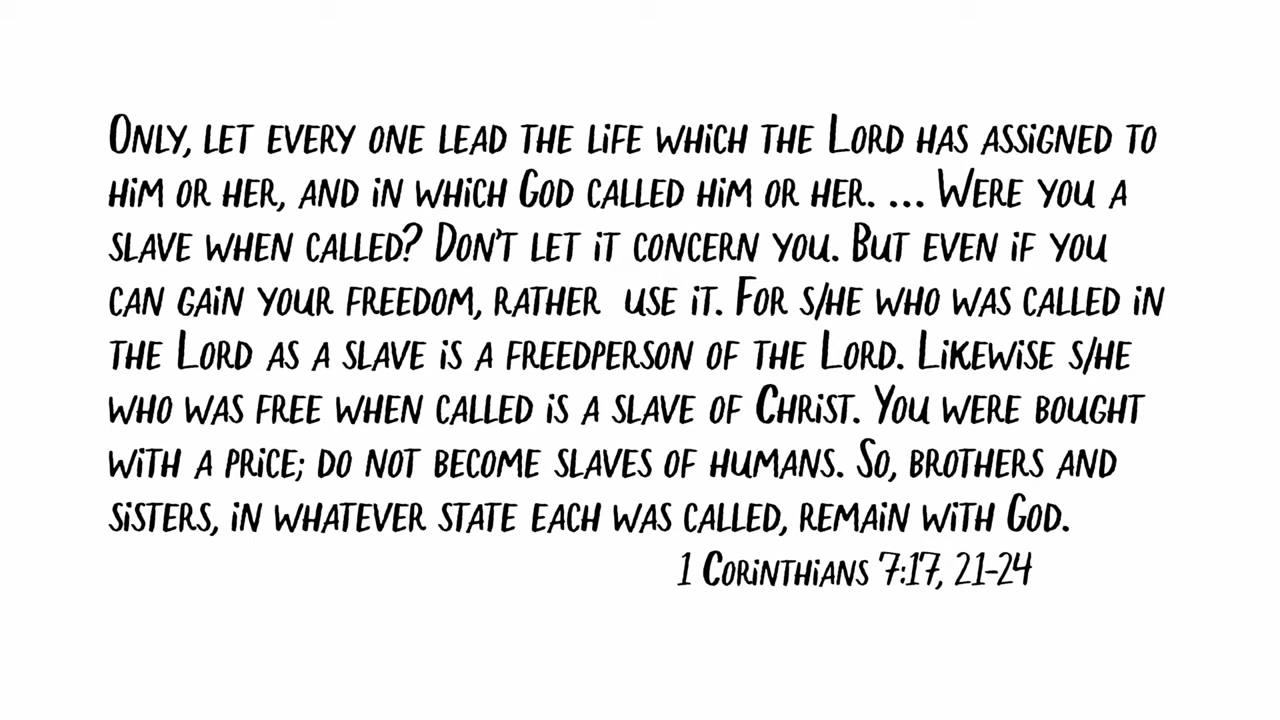 Only, let every one lead the life which the Lord has assigned to
him or her, and in which God called him or her. ... Were you a
slave when called? Don't let it concern you. But even if you
can gain your freedom, rather  use it. For s/he who was called in
the Lord as a slave is a freedperson of the Lord. Likewise s/he
who was free when called is a slave of Christ. You were bought
with a price; do not become slaves of humans. So, brothers and
sisters, in whatever state each was called, remain with God.
1 Corinthians 7:17, 21-24